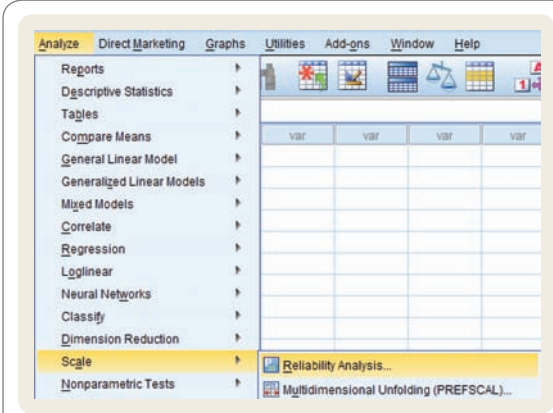 Analyze Direct Marketing Graphs Utilities Add-ons Window Help
Reports
Descriptive Statistics
Tables
Compare Means
var var var var
General Linear Model
Generalized Linear Models
Mixed Models
Correlate
Regression
Loglinear
Neural Networks
Classify
Dimension Reduction
Scale
Reliability Analysis...
Nonparametric Tests
Multidimensional Unfolding (PREFSCAL)...